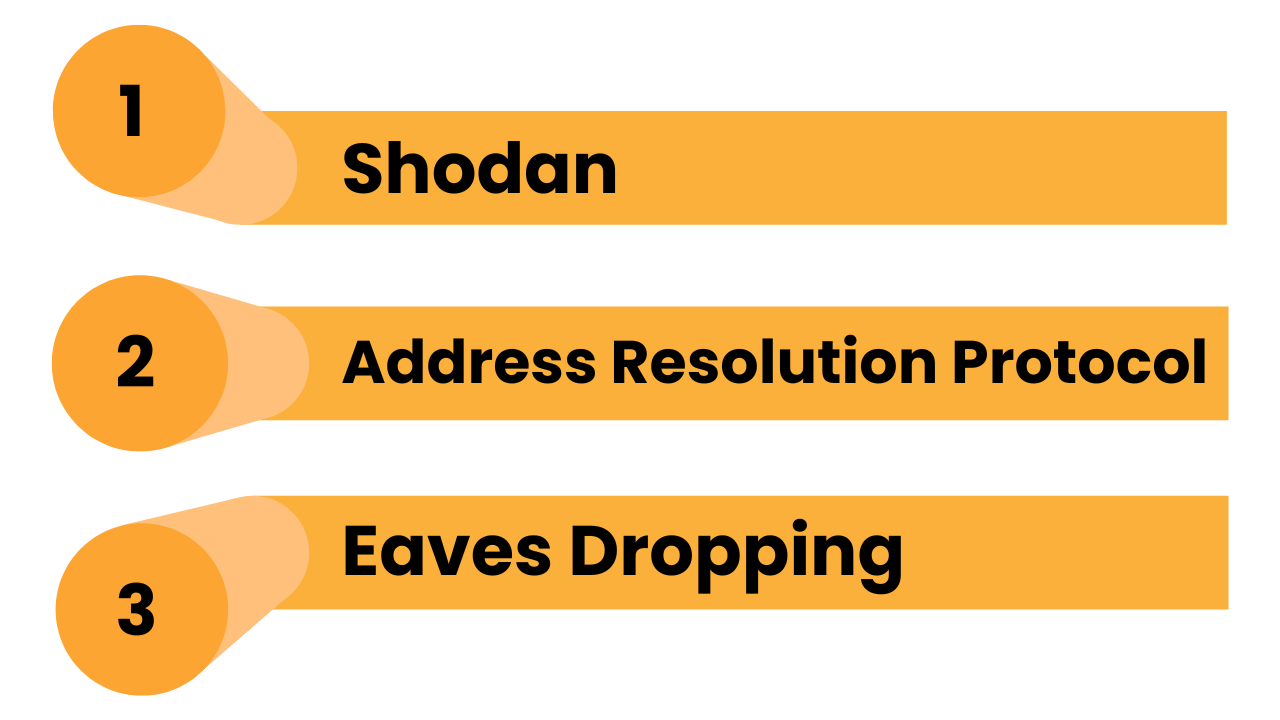 1
Shodan
2
Address Resolution Protocol
3
Eaves Dropping